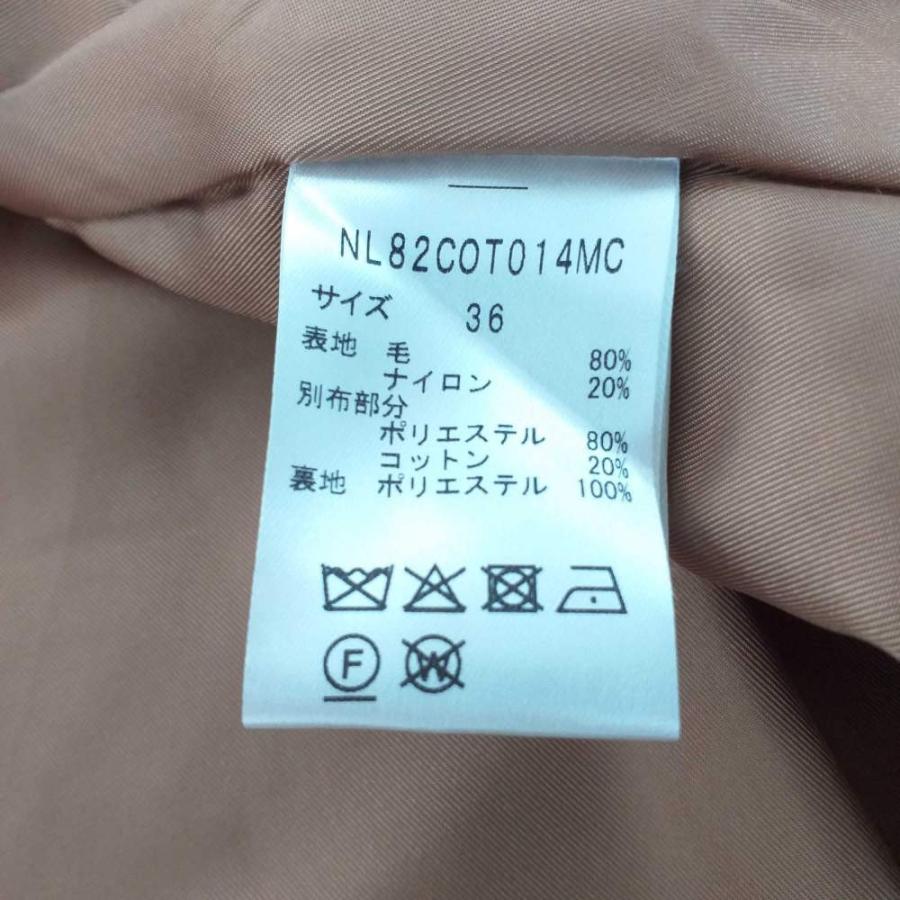 NL82COT014MC
サイズ 36
表地 毛 80%
ナイロン 20%
別布部分
ポリエステル 80%
コットン 20%
裏地 ポリエステル 100%
F W